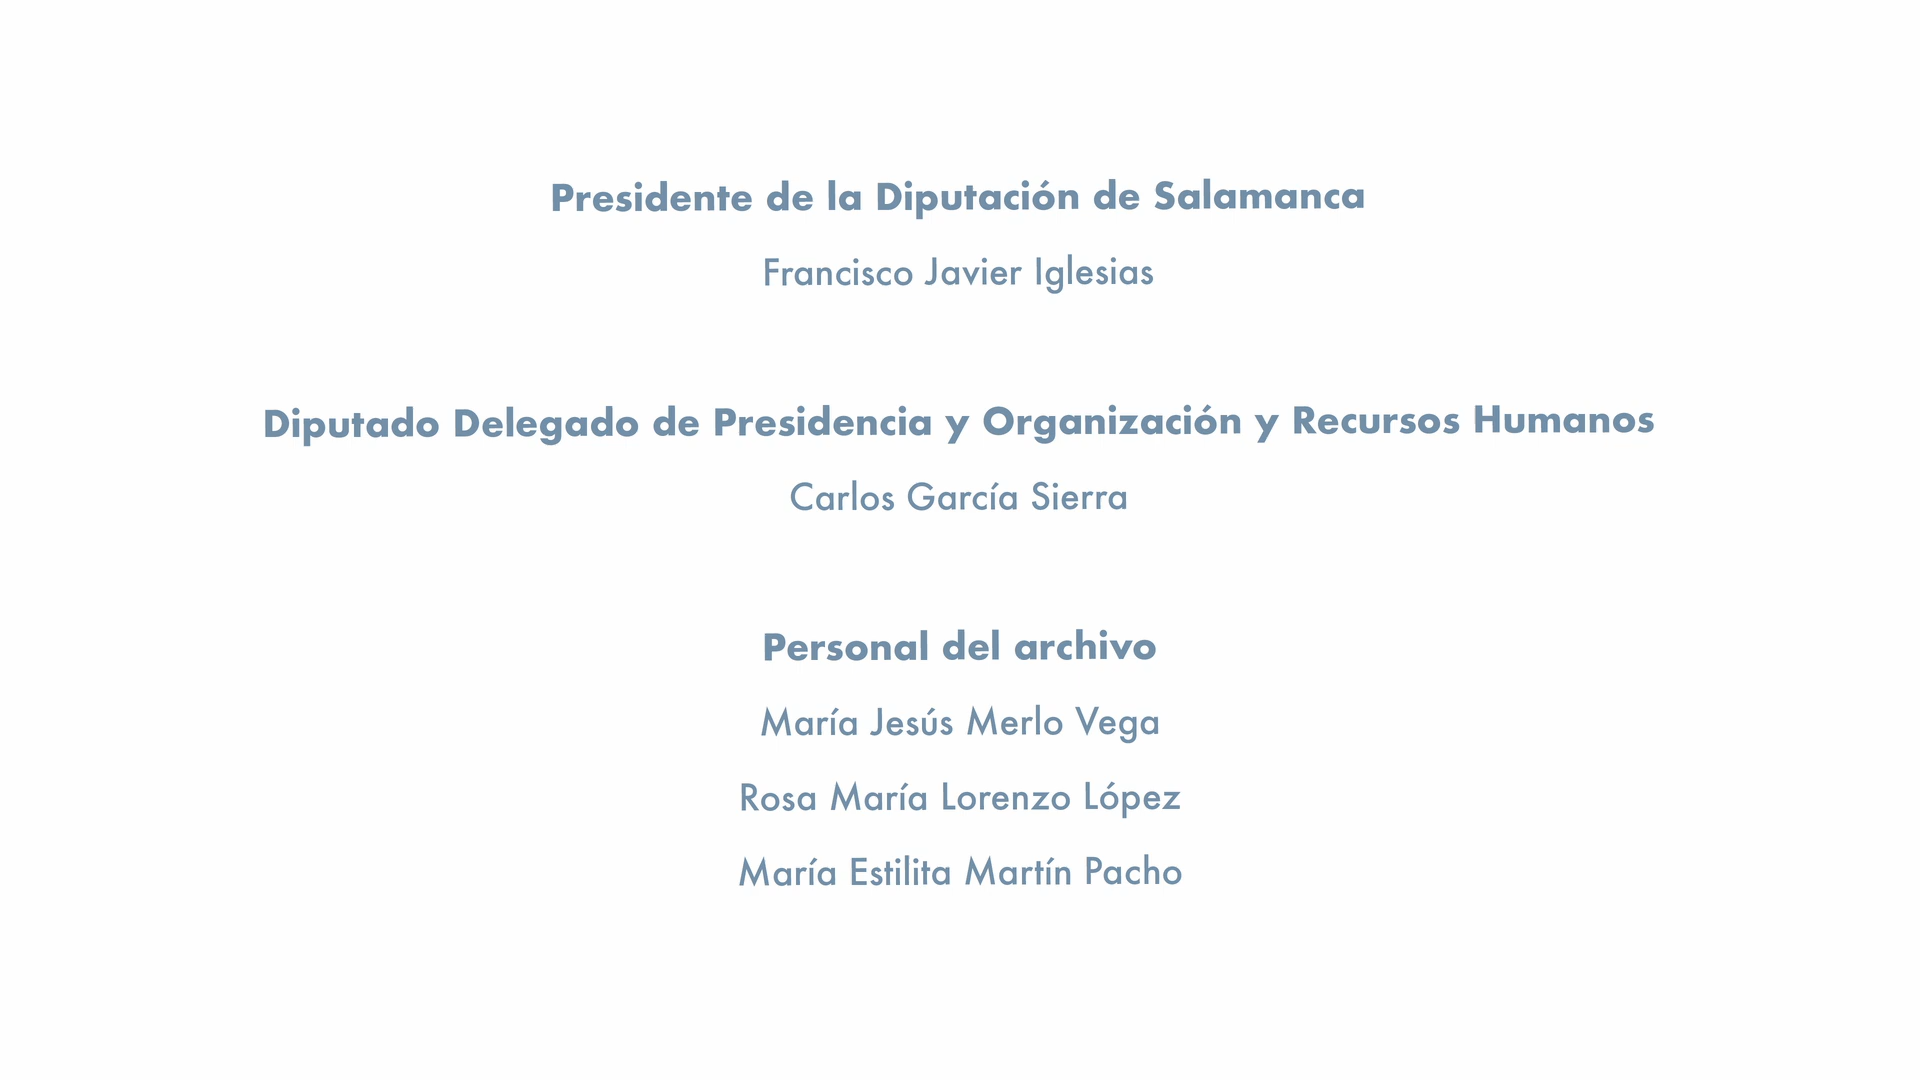 Presidente de la Diputación de Salamanca
Francisco Javier Iglesias
Diputado Delegado de Presidencia y Organización y Recursos Humanos
Carlos García Sierra
Personal del archivo
María Jesús Merlo Vega
Rosa María Lorenzo López
María Estilita Martín Pacho